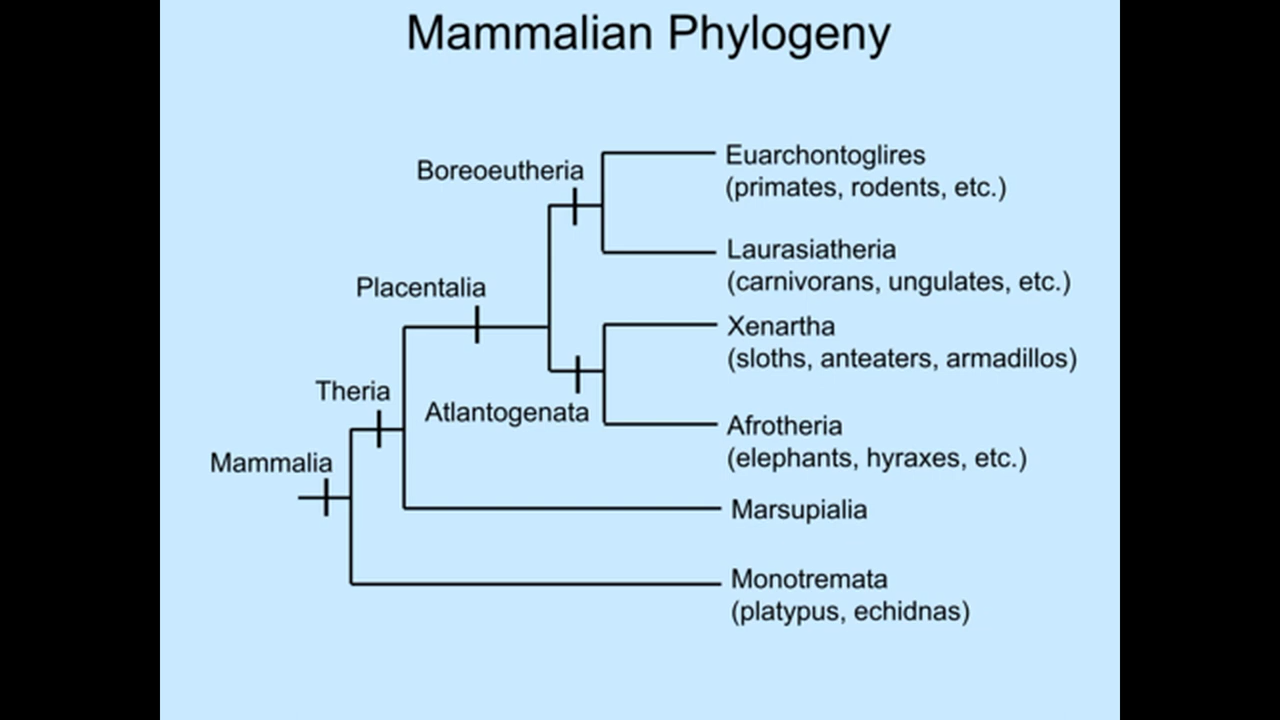 Mammalian Phylogeny
Boreoeutheria
Euarchontoglires
(primates, rodents, etc.)
Laurasiatheria
(carnivorans, ungulates, etc.)
Placentalia
Xenartha
(sloths, anteaters, armadillos)
Theria
Atlantogenata
Afrotheria
(elephants, hyraxes, etc.)
Mammalia
Marsupialia
Monotremata
(platypus, echidnas)